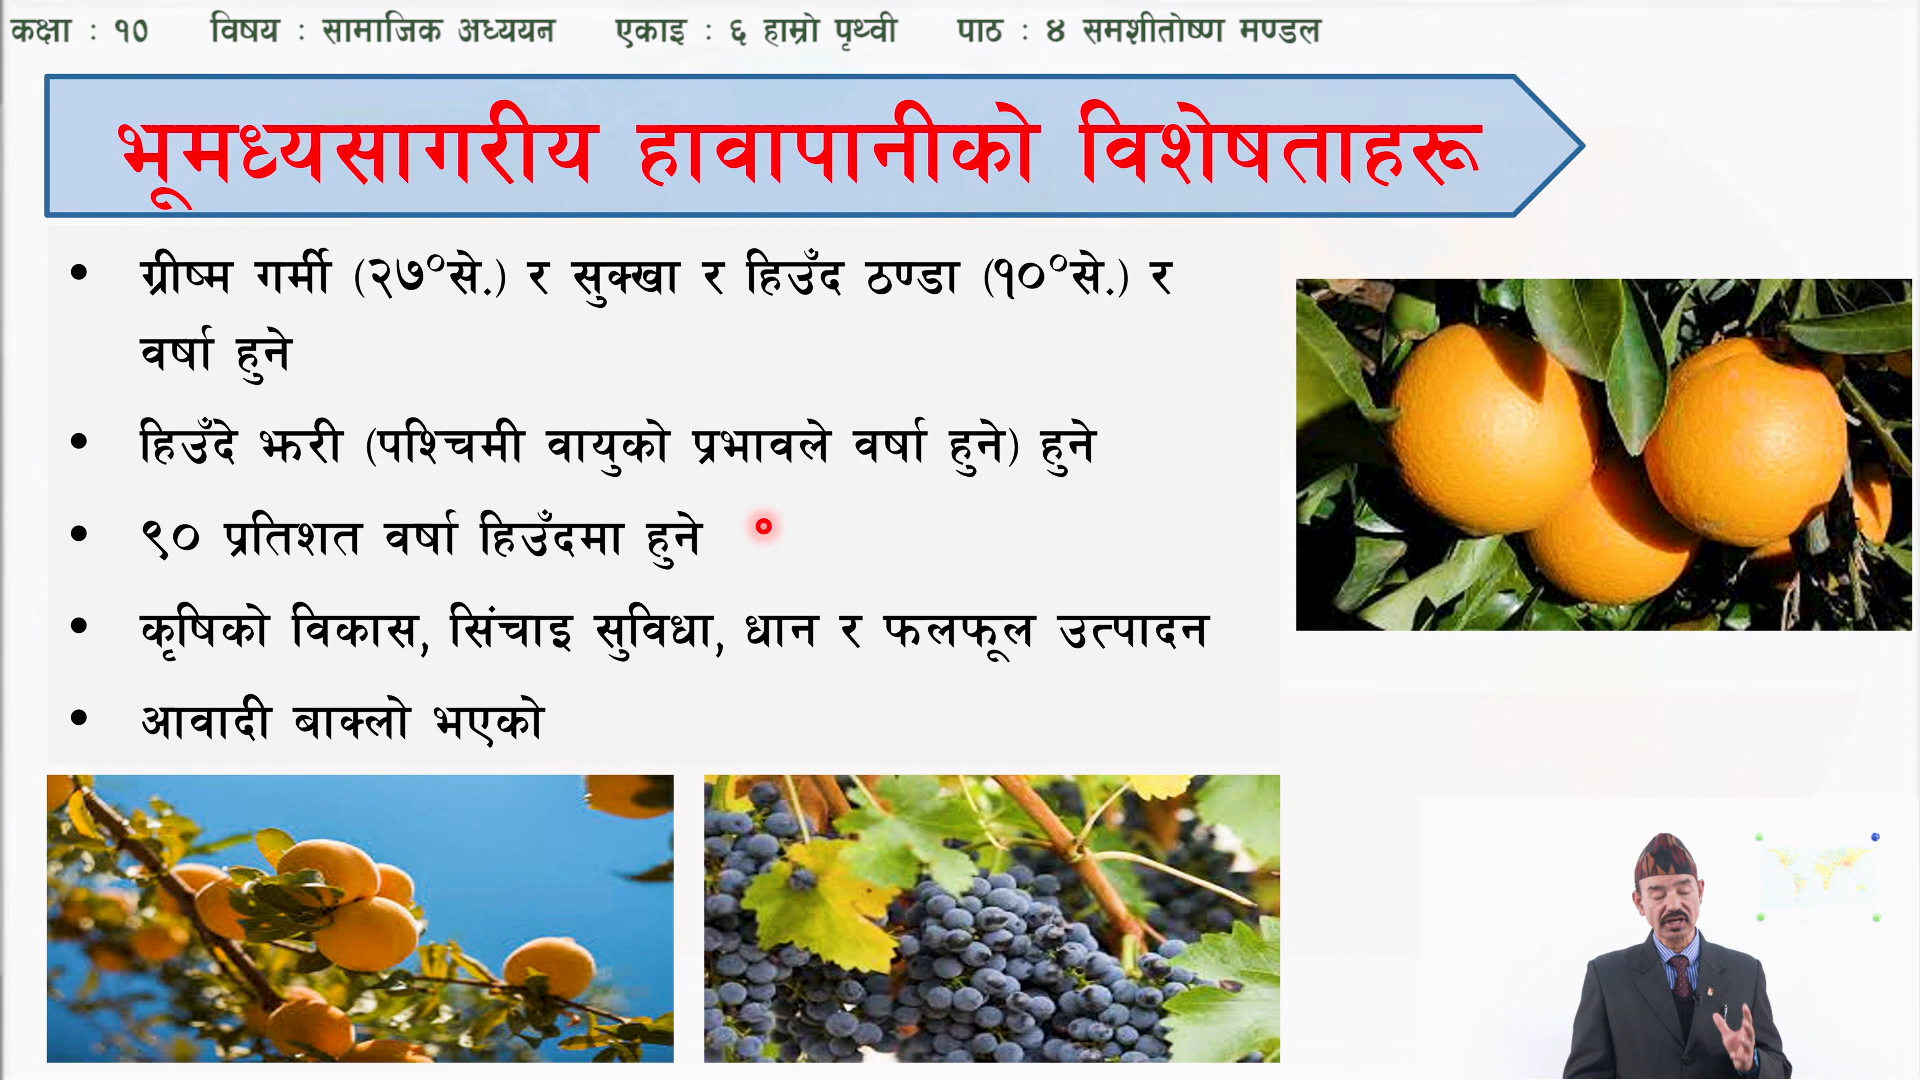 कक्षा : १० विषय : सामाजिक अध्ययन एकाइ : ६ हाम्रो पृथ्वी पाठ : ४ समशीतोष्ण मण्डल
भूमध्यसागरीय हावापानीको विशेषताहरू
• ग्रीष्म गर्मी (२७°से.) र सुक्खा र हिउँद ठण्डा (१०°से.) र
वर्षा हुने
• हिउँदे झरी (पश्चिमी वायुको प्रभावले वर्षा हुने) हुने
• ९० प्रतिशत वर्षा हिउँदमा हुने
• कृषिको विकास, सिंचाइ सुविधा, धान र फलफूल उत्पादन
• आवादी बाक्लो भएको